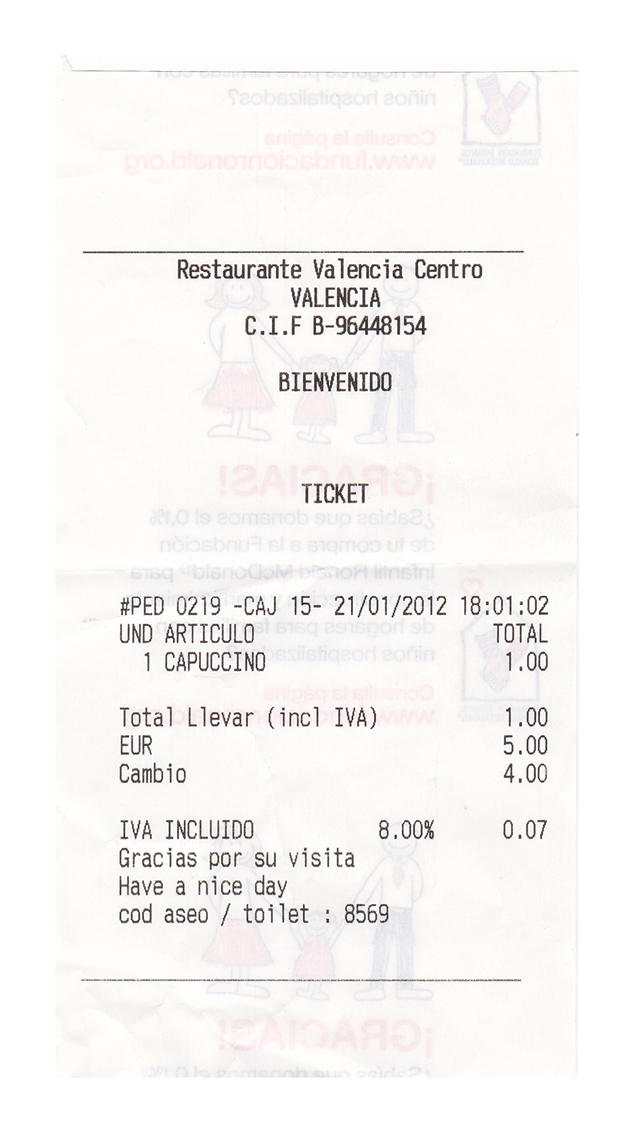 Restaurante Valencia Centro
VALENCIA
C.I.F B-96448154
BIENVENIDO
TICKET
#PED 0219 -CAJ 15- 21/01/2012 18:01:02
UND ARTICULO TOTAL
1 CAPUCCINO 1.00
Total Llevar (incl IVA) 1.00
EUR 5.00
Cambio 4.00
IVA INCLUIDO 8.00% 0.07
Gracias por su visita
Have a nice day
cod aseo / toilet : 8569